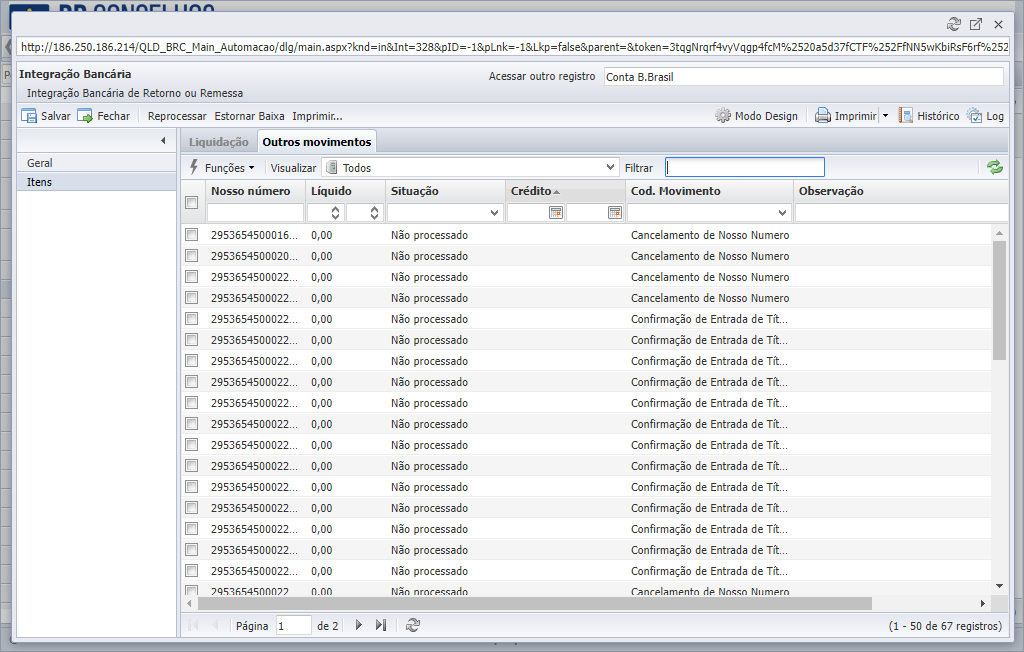 BR CONSELHOS
http://186.250.186.214/QLD_BRC_Main_Automacao/dlg/main.aspx?knd=in&Int=328&pID=-1&pLnk=-1&Lkp=false&parent=&token=3tqgNrqrf4vyVqgp4fcM%2520a5d37fCTF%252FfNN5wKbiRsF6rf%252
Integração Bancária
Acessar outro registro Conta B.Brasil
Integração Bancária de Retorno ou Remessa
Salvar Fechar Reprocessar Estornar Baixa Imprimir... Modo Design Imprimir Histórico Log
Liquidação Outros movimentos
Geral
Itens
Funções Visualizar Todos Filtrar
Nosso número Líquido Situação Crédito Cod. Movimento Observação
2953654500016... 0,00 Não processado Cancelamento de Nosso Numero
2953654500020... 0,00 Não processado Cancelamento de Nosso Numero
2953654500022... 0,00 Não processado Cancelamento de Nosso Numero
2953654500022... 0,00 Não processado Cancelamento de Nosso Numero
2953654500022... 0,00 Não processado Confirmação de Entrada de Tít...
2953654500022... 0,00 Não processado Confirmação de Entrada de Tít...
2953654500022... 0,00 Não processado Confirmação de Entrada de Tít...
2953654500022... 0,00 Não processado Confirmação de Entrada de Tít...
2953654500022... 0,00 Não processado Confirmação de Entrada de Tít...
2953654500022... 0,00 Não processado Confirmação de Entrada de Tít...
2953654500022... 0,00 Não processado Confirmação de Entrada de Tít...
2953654500022... 0,00 Não processado Confirmação de Entrada de Tít...
2953654500022... 0,00 Não processado Confirmação de Entrada de Tít...
2953654500022... 0,00 Não processado Confirmação de Entrada de Tít...
2953654500022... 0,00 Não processado Confirmação de Entrada de Tít...
2953654500022... 0,00 Não processado Confirmação de Entrada de Tít...
2953654500022... 0,00 Não processado Confirmação de Entrada de Tít...
2953654500022 0,00 Não processado Cancelamento de Nosso Numero
Página 1 de 2 (1 - 50 de 67 registros)